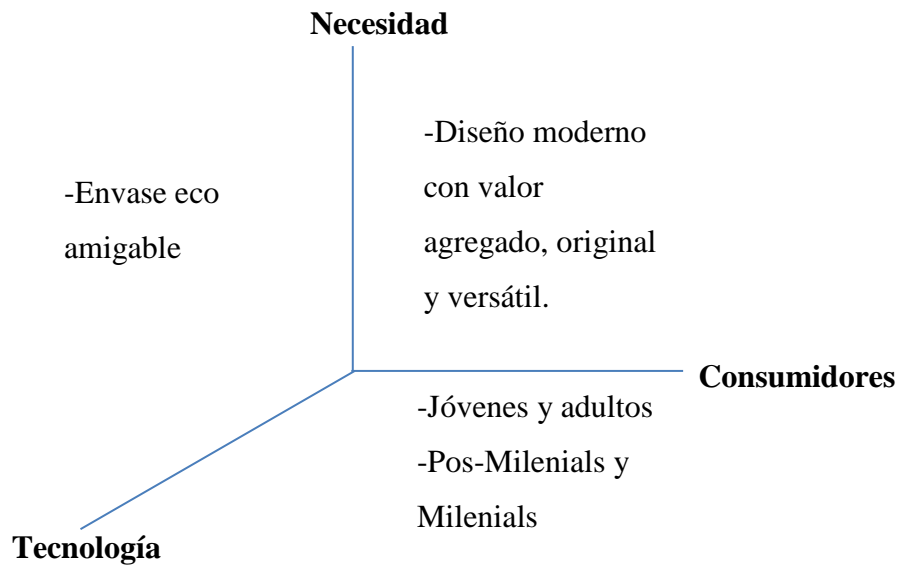 Necesidad
-Envase eco
amigable
-Diseño moderno
con valor
agregado, original
y versátil.
Consumidores
-Jóvenes y adultos
-Pos-Milenials y
Milenials
Tecnología